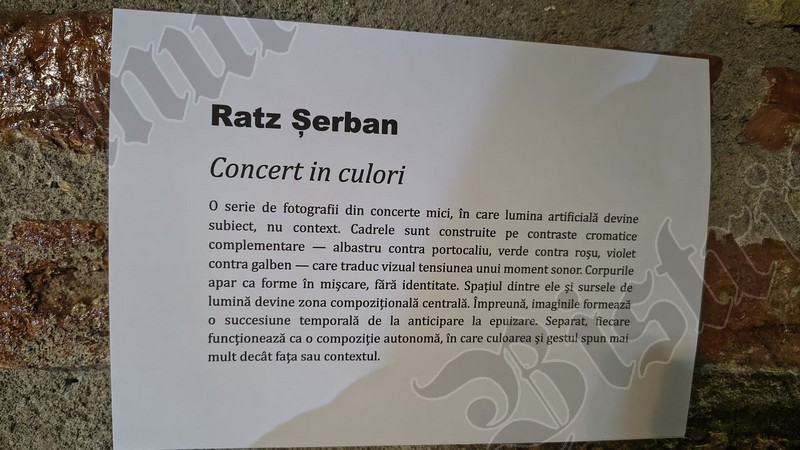 Ratz Șerban
Concert in culori
O serie de fotografii din concerte mici, în care lumina artificială devine
subiect, nu context. Cadrele sunt construite pe contraste cromatice
complementare — albastru contra portocaliu, verde contra roșu, violet
contra galben — care traduc vizual tensiunea unui moment sonor. Corpurile
apar ca forme în mișcare, fără identitate. Spațiul dintre ele și sursele de
lumină devine zona compozițională centrală. Împreună, imaginile formează
o succesiune temporală de la anticipare la epuizare. Separat, fiecare
funcționează ca o compoziție autonomă, în care culoarea și gestul spun mai
mult decât fața sau contextul.